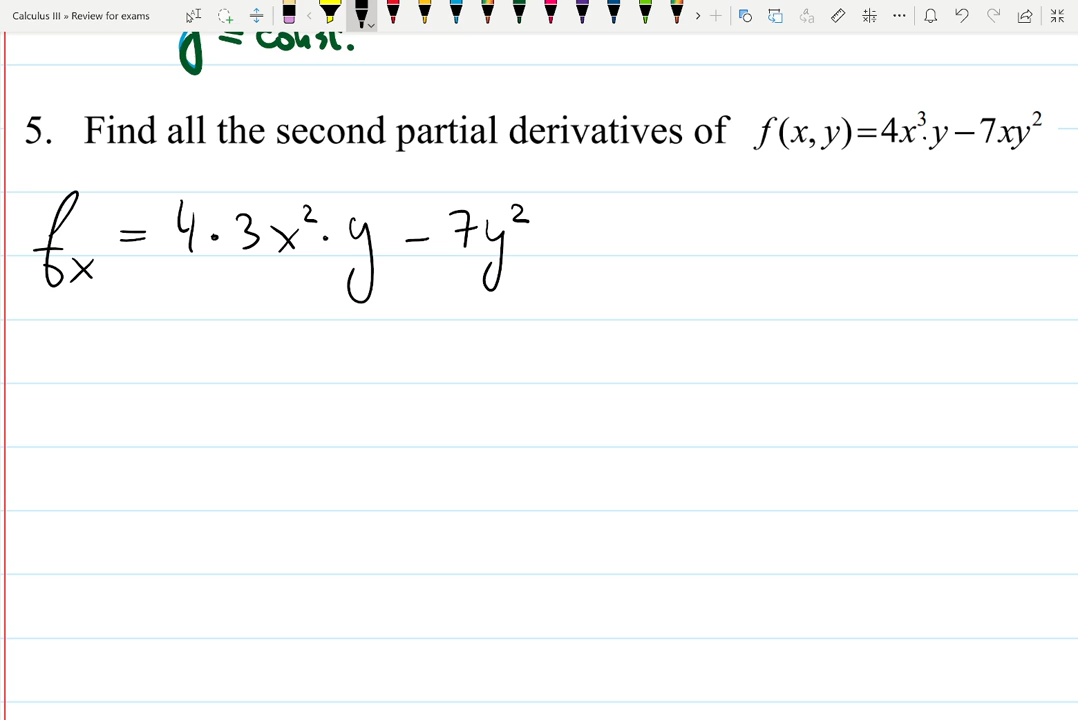 Calculus III » Review for exams
y = const.
5. Find all the second partial derivatives of f(x, y)=4x³·y−7xy²
fx = 4·3x²·y − 7y²